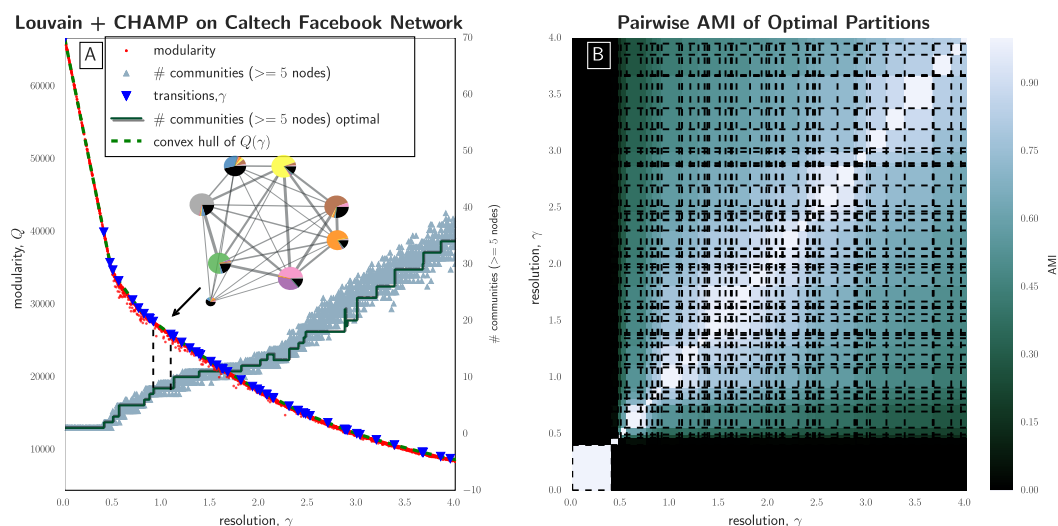 Louvain + CHAMP on Caltech Facebook Network
A
modularity
# communities (>= 5 nodes)
transitions,γ
# communities (>= 5 nodes) optimal
convex hull of Q(γ)
modularity, Q
60000
50000
40000
30000
20000
10000
70
60
50
40
30
20
10
0
−10
# communities (>= 5 nodes)
0.0 0.5 1.0 1.5 2.0 2.5 3.0 3.5 4.0
resolution, γ
Pairwise AMI of Optimal Partitions
B
resolution, γ
4.0
3.5
3.0
2.5
2.0
1.5
1.0
0.5
0.0
0.0 0.5 1.0 1.5 2.0 2.5 3.0 3.5 4.0
resolution, γ
0.90
0.75
0.60
0.45
0.30
0.15
0.00
AMI